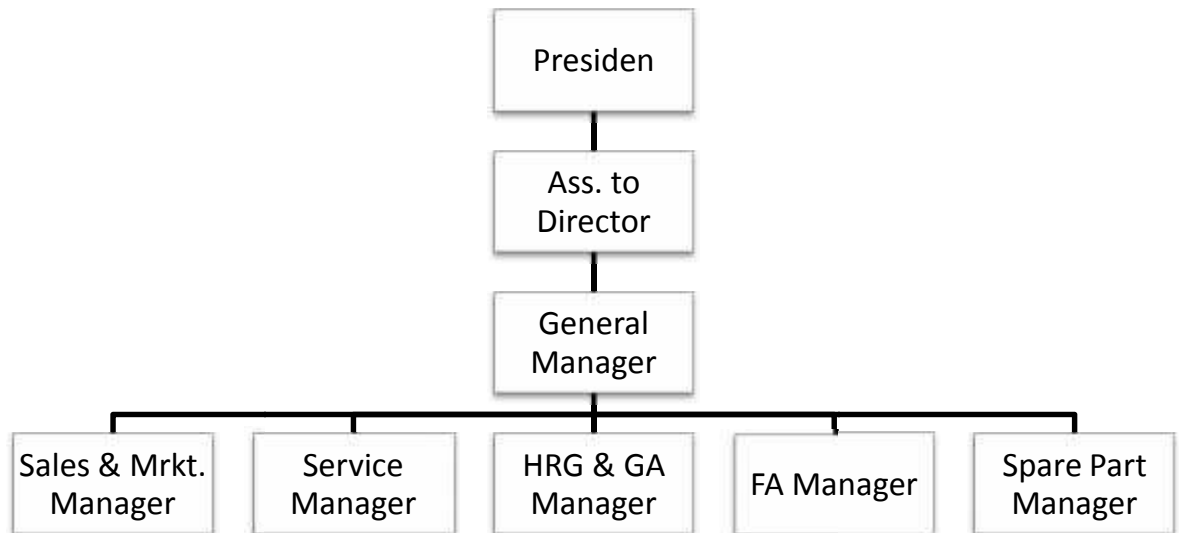 Presiden
Ass. to
Director
General
Manager
Sales & Mrkt.
Manager
Service
Manager
HRG & GA
Manager
FA Manager
Spare Part
Manager